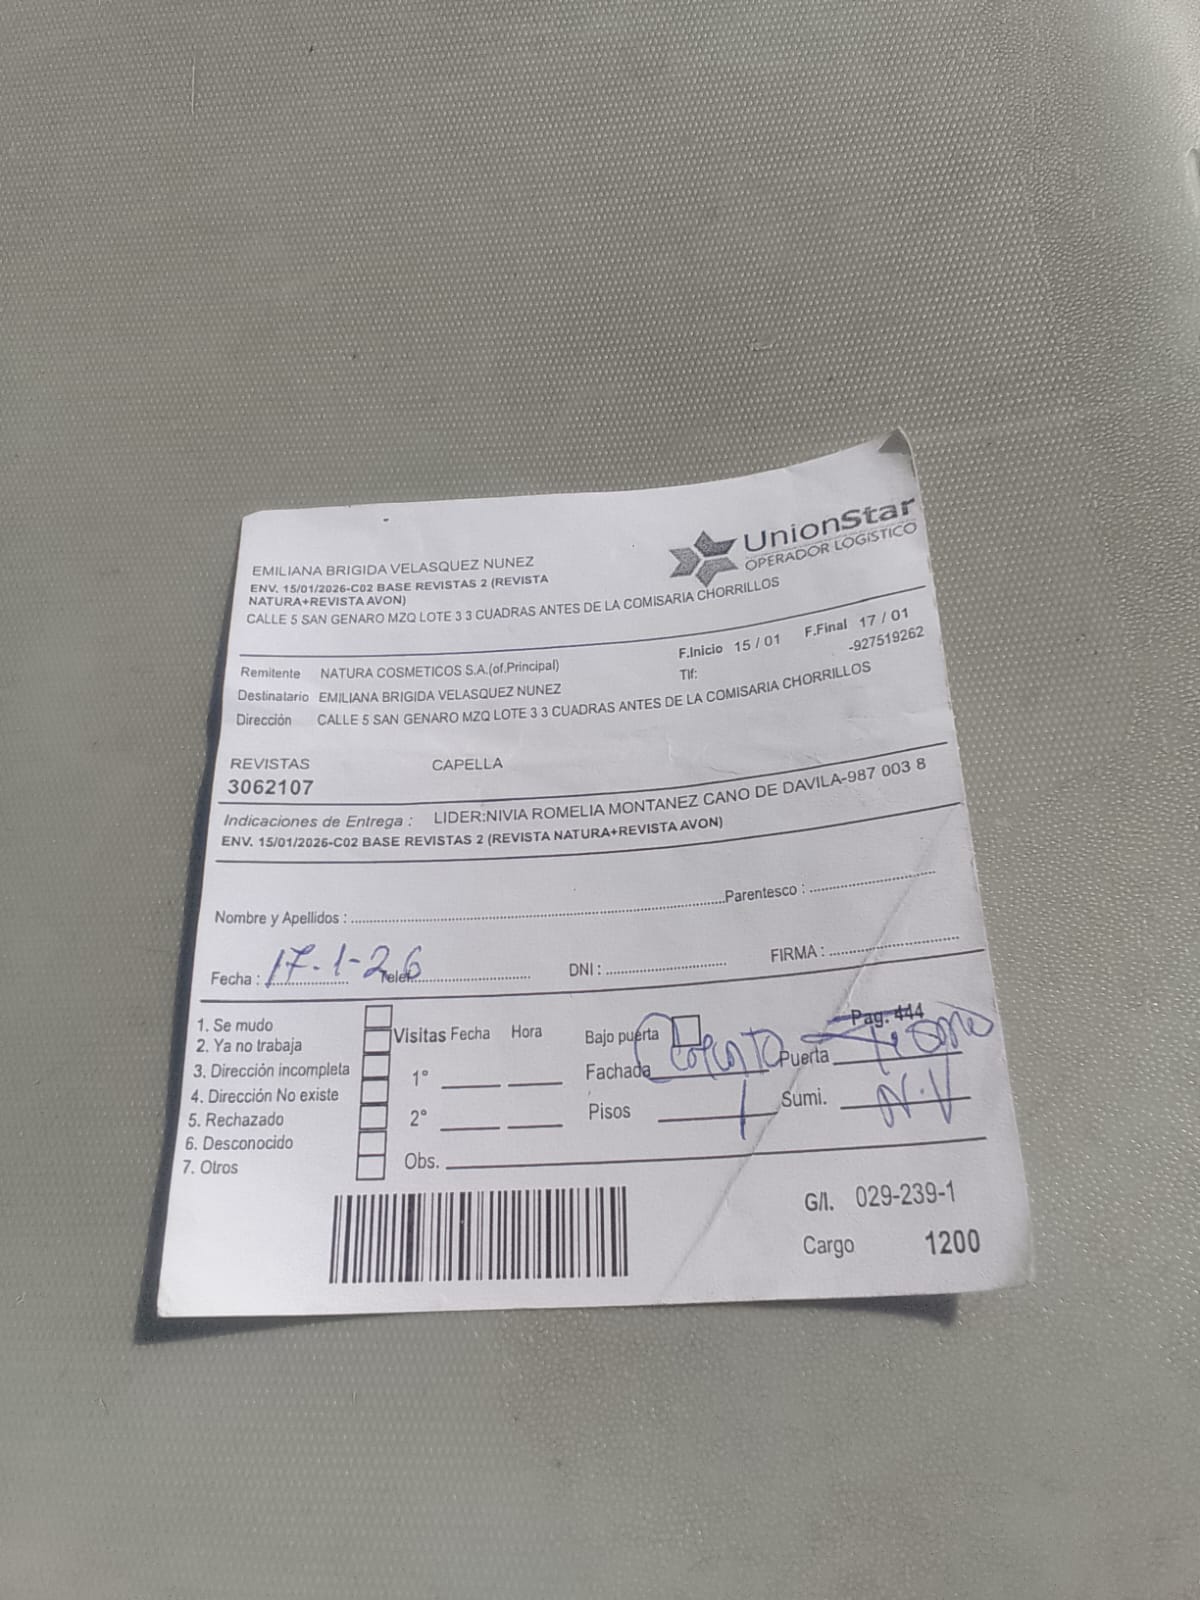 UnionStar
OPERADOR LOGÍSTICO
EMILIANA BRIGIDA VELASQUEZ NUNEZ
ENV. 15/01/2026-C02 BASE REVISTAS 2 (REVISTA
NATURA+REVISTA AVON)
CALLE 5 SAN GENARO MZQ LOTE 3 3 CUADRAS ANTES DE LA COMISARIA CHORRILLOS
F.Inicio 15 / 01 F.Final 17 / 01
Remitente NATURA COSMETICOS S.A.(of.Principal) Tlf: -927519262
Destinatario EMILIANA BRIGIDA VELASQUEZ NUNEZ
Dirección CALLE 5 SAN GENARO MZQ LOTE 3 3 CUADRAS ANTES DE LA COMISARIA CHORRILLOS
REVISTAS CAPELLA
3062107
Indicaciones de Entrega : LIDER:NIVIA ROMELIA MONTANEZ CANO DE DAVILA-987 003 8
ENV. 15/01/2026-C02 BASE REVISTAS 2 (REVISTA NATURA+REVISTA AVON)
Nombre y Apellidos : Parentesco :
Fecha : 17-1-26 Telef. DNI : FIRMA :
1. Se mudo
2. Ya no trabaja
3. Dirección incompleta
4. Dirección No existe
5. Rechazado
6. Desconocido
7. Otros
Visitas Fecha Hora
1°
2°
Obs.
Bajo puerta Pag. 444
Fachada Puerta
Pisos 1 Sumi. N.V
G/I. 029-239-1
Cargo 1200